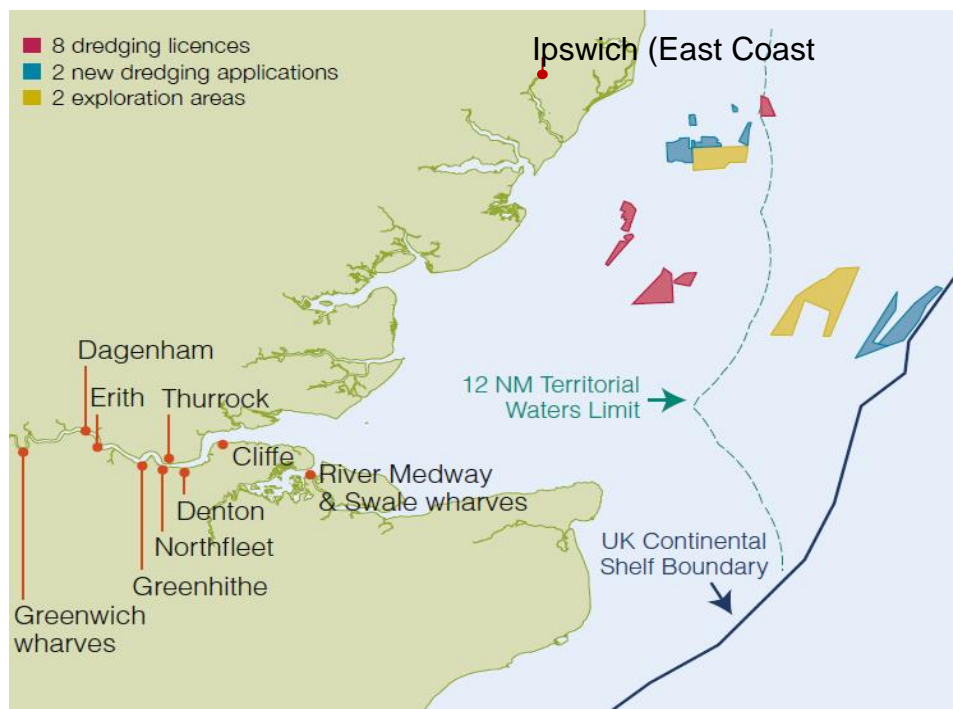 8 dredging licences
2 new dredging applications
2 exploration areas
Ipswich (East Coast
Dagenham
Erith
Thurrock
12 NM Territorial
Waters Limit
Cliffe
River Medway
& Swale wharves
Denton
Northfleet
Greenhithe
Greenwich
wharves
UK Continental
Shelf Boundary